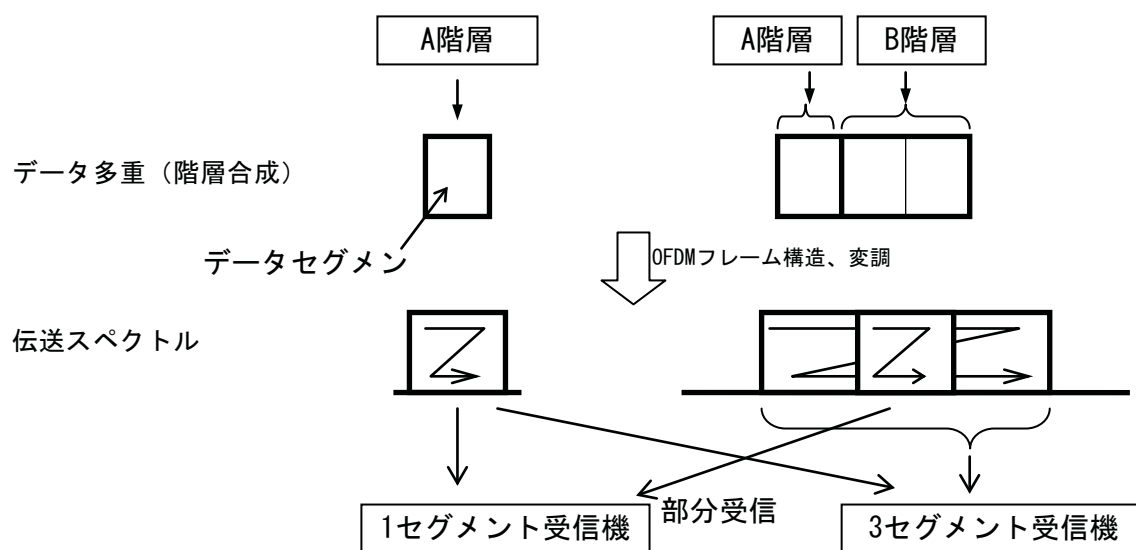 A階層
A階層
B階層
データ多重（階層合成）
データセグメン
OFDMフレーム構造、変調
伝送スペクトル
部分受信
1セグメント受信機
3セグメント受信機